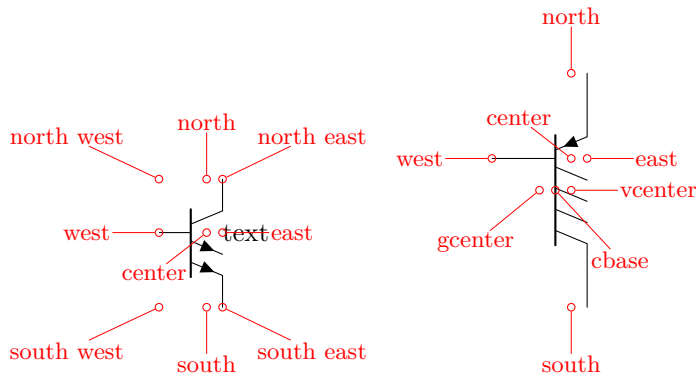 north
north west
north
north east
center
west
east
west
text
east
vcenter
gcenter
cbase
center
south west
south
south east
south